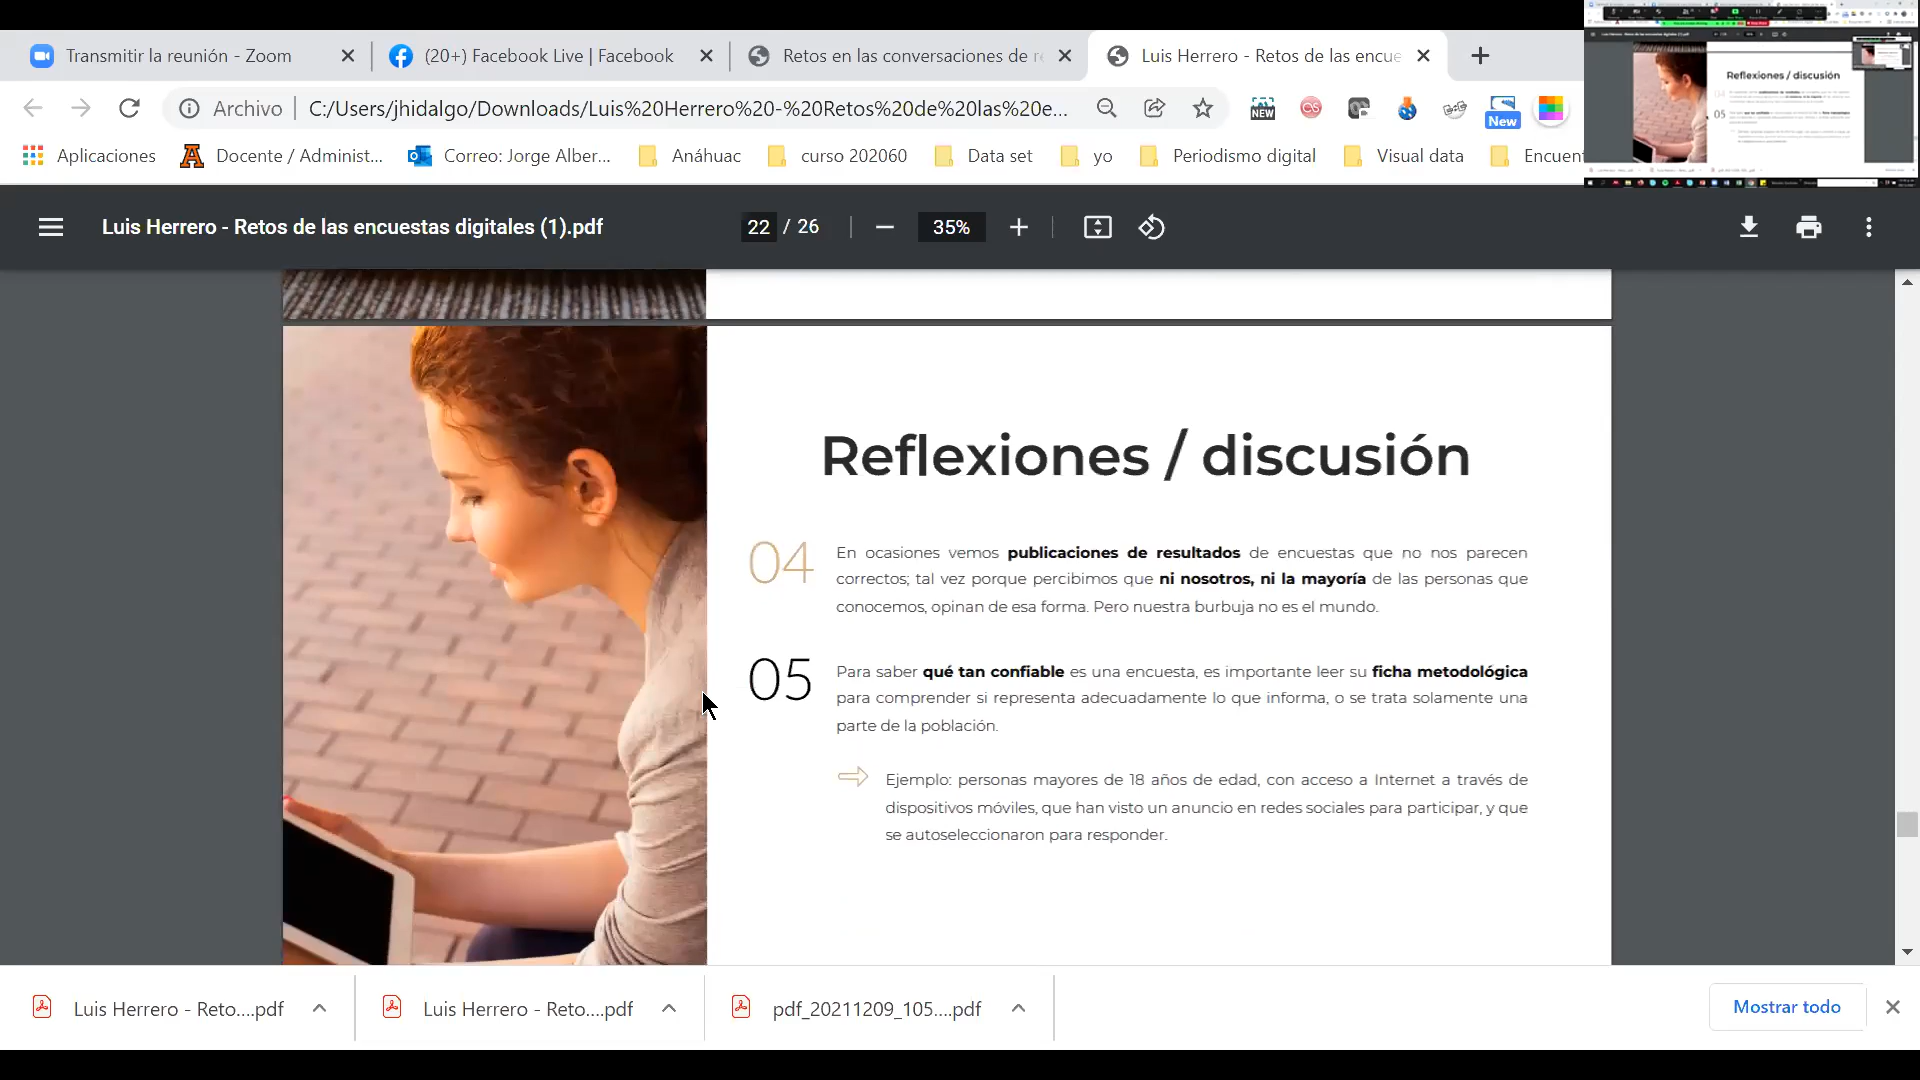 Transmitir la reunión - Zoom
(20+) Facebook Live | Facebook
Retos en las conversaciones de re
Luis Herrero - Retos de las encue
Archivo
C:/Users/jhidalgo/Downloads/Luis%20Herrero%20-%20Retos%20de%20las%20e...
NEW
New
Aplicaciones
Docente / Administ...
Correo: Jorge Alber...
Anáhuac
curso 202060
Data set
yo
Periodismo digital
Visual data
Encuen
Luis Herrero - Retos de las encuestas digitales (1).pdf
22 / 26
35%
Reflexiones / discusión
04
En ocasiones vemos publicaciones de resultados de encuestas que no nos parecen
correctos; tal vez porque percibimos que ni nosotros, ni la mayoría de las personas que
conocemos, opinan de esa forma. Pero nuestra burbuja no es el mundo.
05
Para saber qué tan confiable es una encuesta, es importante leer su ficha metodológica
para comprender si representa adecuadamente lo que informa, o se trata solamente una
parte de la población.
Ejemplo: personas mayores de 18 años de edad, con acceso a Internet a través de
dispositivos móviles, que han visto un anuncio en redes sociales para participar, y que
se autoseleccionaron para responder.
Luis Herrero - Reto....pdf
Luis Herrero - Reto....pdf
pdf_20211209_105....pdf
Mostrar todo
Reflexiones / discusión
05